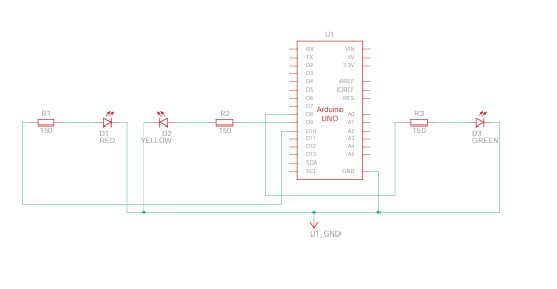 U1
RX
TX
D2
D3
D4
D5
D6
D7
D8
D9
D10
D11
D12
D13
SDA
SCL
VIN
5V
3.3V
AREF
IOREF
RES
A0
A1
A2
A3
A4
A5
GND
Arduino
UNO
R1
150
D1
RED
D2
YELLOW
R2
150
R3
150
D3
GREEN
U1_GND